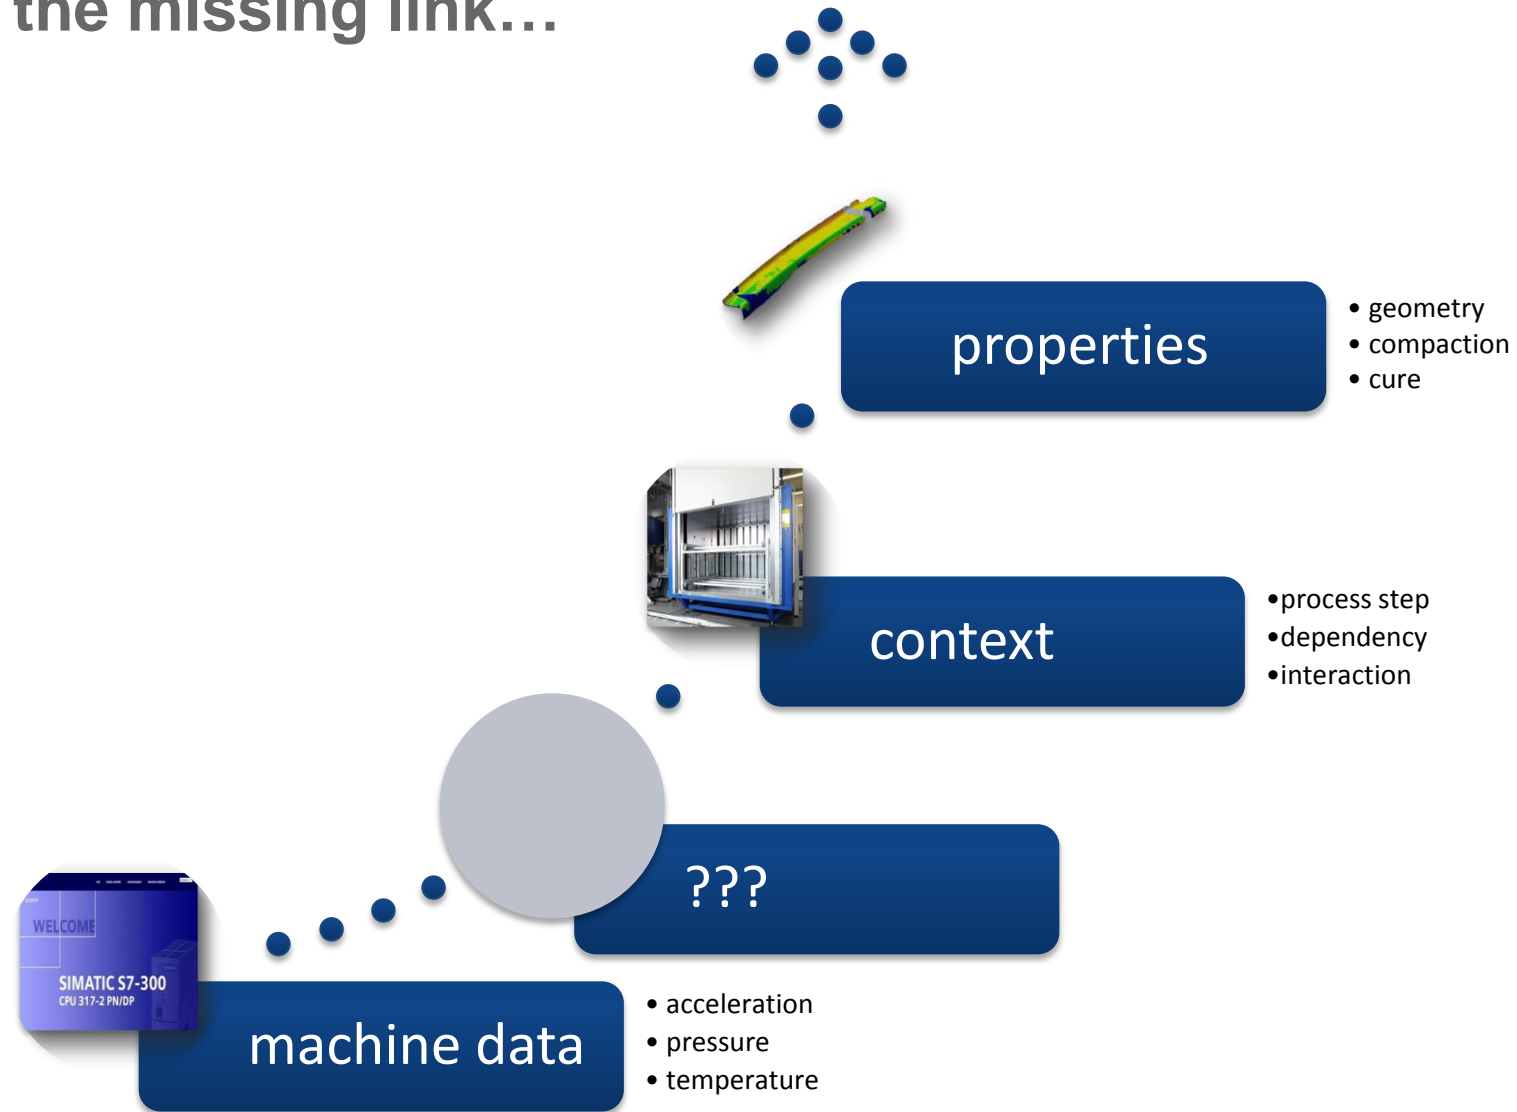 the missing link...
properties
• geometry
• compaction
• cure
context
•process step
•dependency
•interaction
???
WELCOME
SIMATIC S7-300
CPU 317-2 PN/DP
machine data
• acceleration
• pressure
• temperature